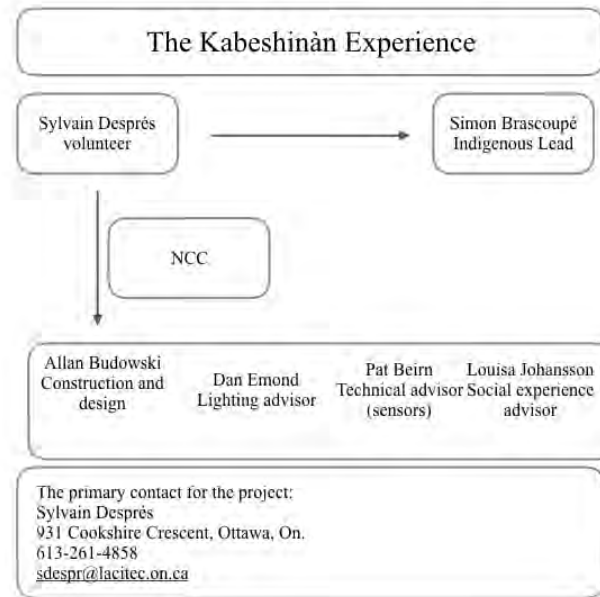 The Kabeshinàn Experience
Sylvain Després
volunteer
Simon Brascoupé
Indigenous Lead
NCC
Allan Budowski
Construction and
design
Dan Emond
Lighting advisor
Pat Beirn
Technical advisor
(sensors)
Louisa Johansson
Social experience
advisor
The primary contact for the project:
Sylvain Després
931 Cookshire Crescent, Ottawa, On.
613-261-4858
sdespr@lacitec.on.ca